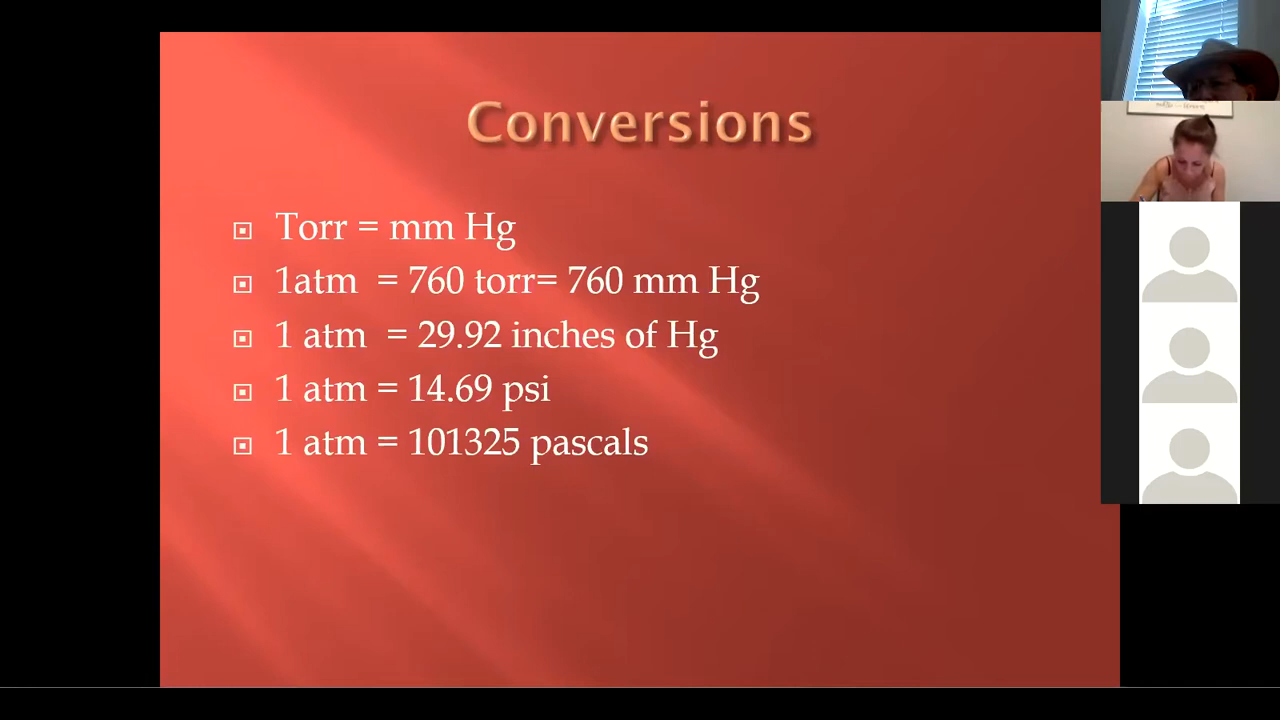 Conversions
Torr = mm Hg
1atm = 760 torr= 760 mm Hg
1 atm = 29.92 inches of Hg
1 atm = 14.69 psi
1 atm = 101325 pascals